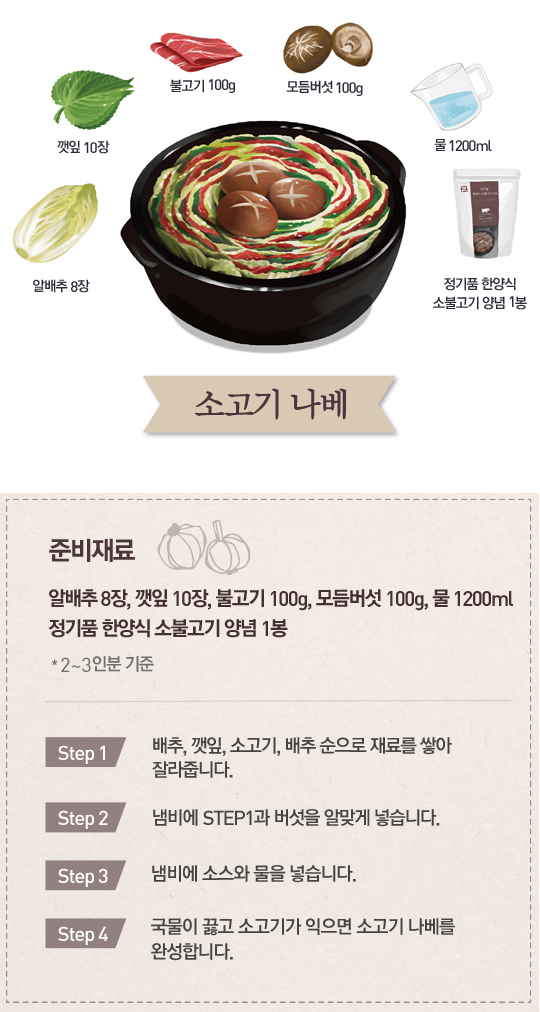 불고기 100g
모듬버섯 100g
깻잎 10장
물 1200ml
알배추 8장
정기품 한양식
소불고기 양념 1봉
소고기 나베
준비재료
알배추 8장, 깻잎 10장, 불고기 100g, 모듬버섯 100g, 물 1200ml
정기품 한양식 소불고기 양념 1봉
*2~3인분 기준
Step 1
배추, 깻잎, 소고기, 배추 순으로 재료를 쌓아
잘라줍니다.
Step 2
냄비에 STEP1과 버섯을 알맞게 넣습니다.
Step 3
냄비에 소스와 물을 넣습니다.
Step 4
국물이 끓고 소고기가 익으면 소고기 나베를
완성합니다.